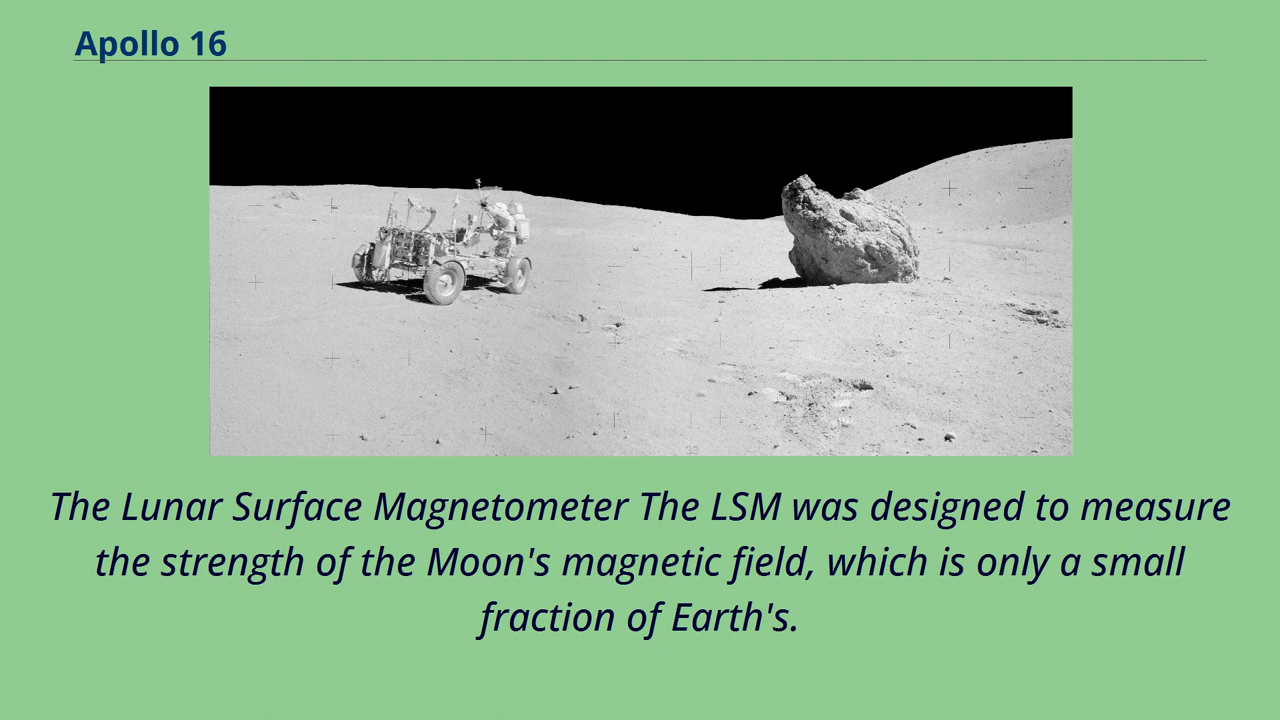 Apollo 16
The Lunar Surface Magnetometer The LSM was designed to measure
the strength of the Moon's magnetic field, which is only a small
fraction of Earth's.